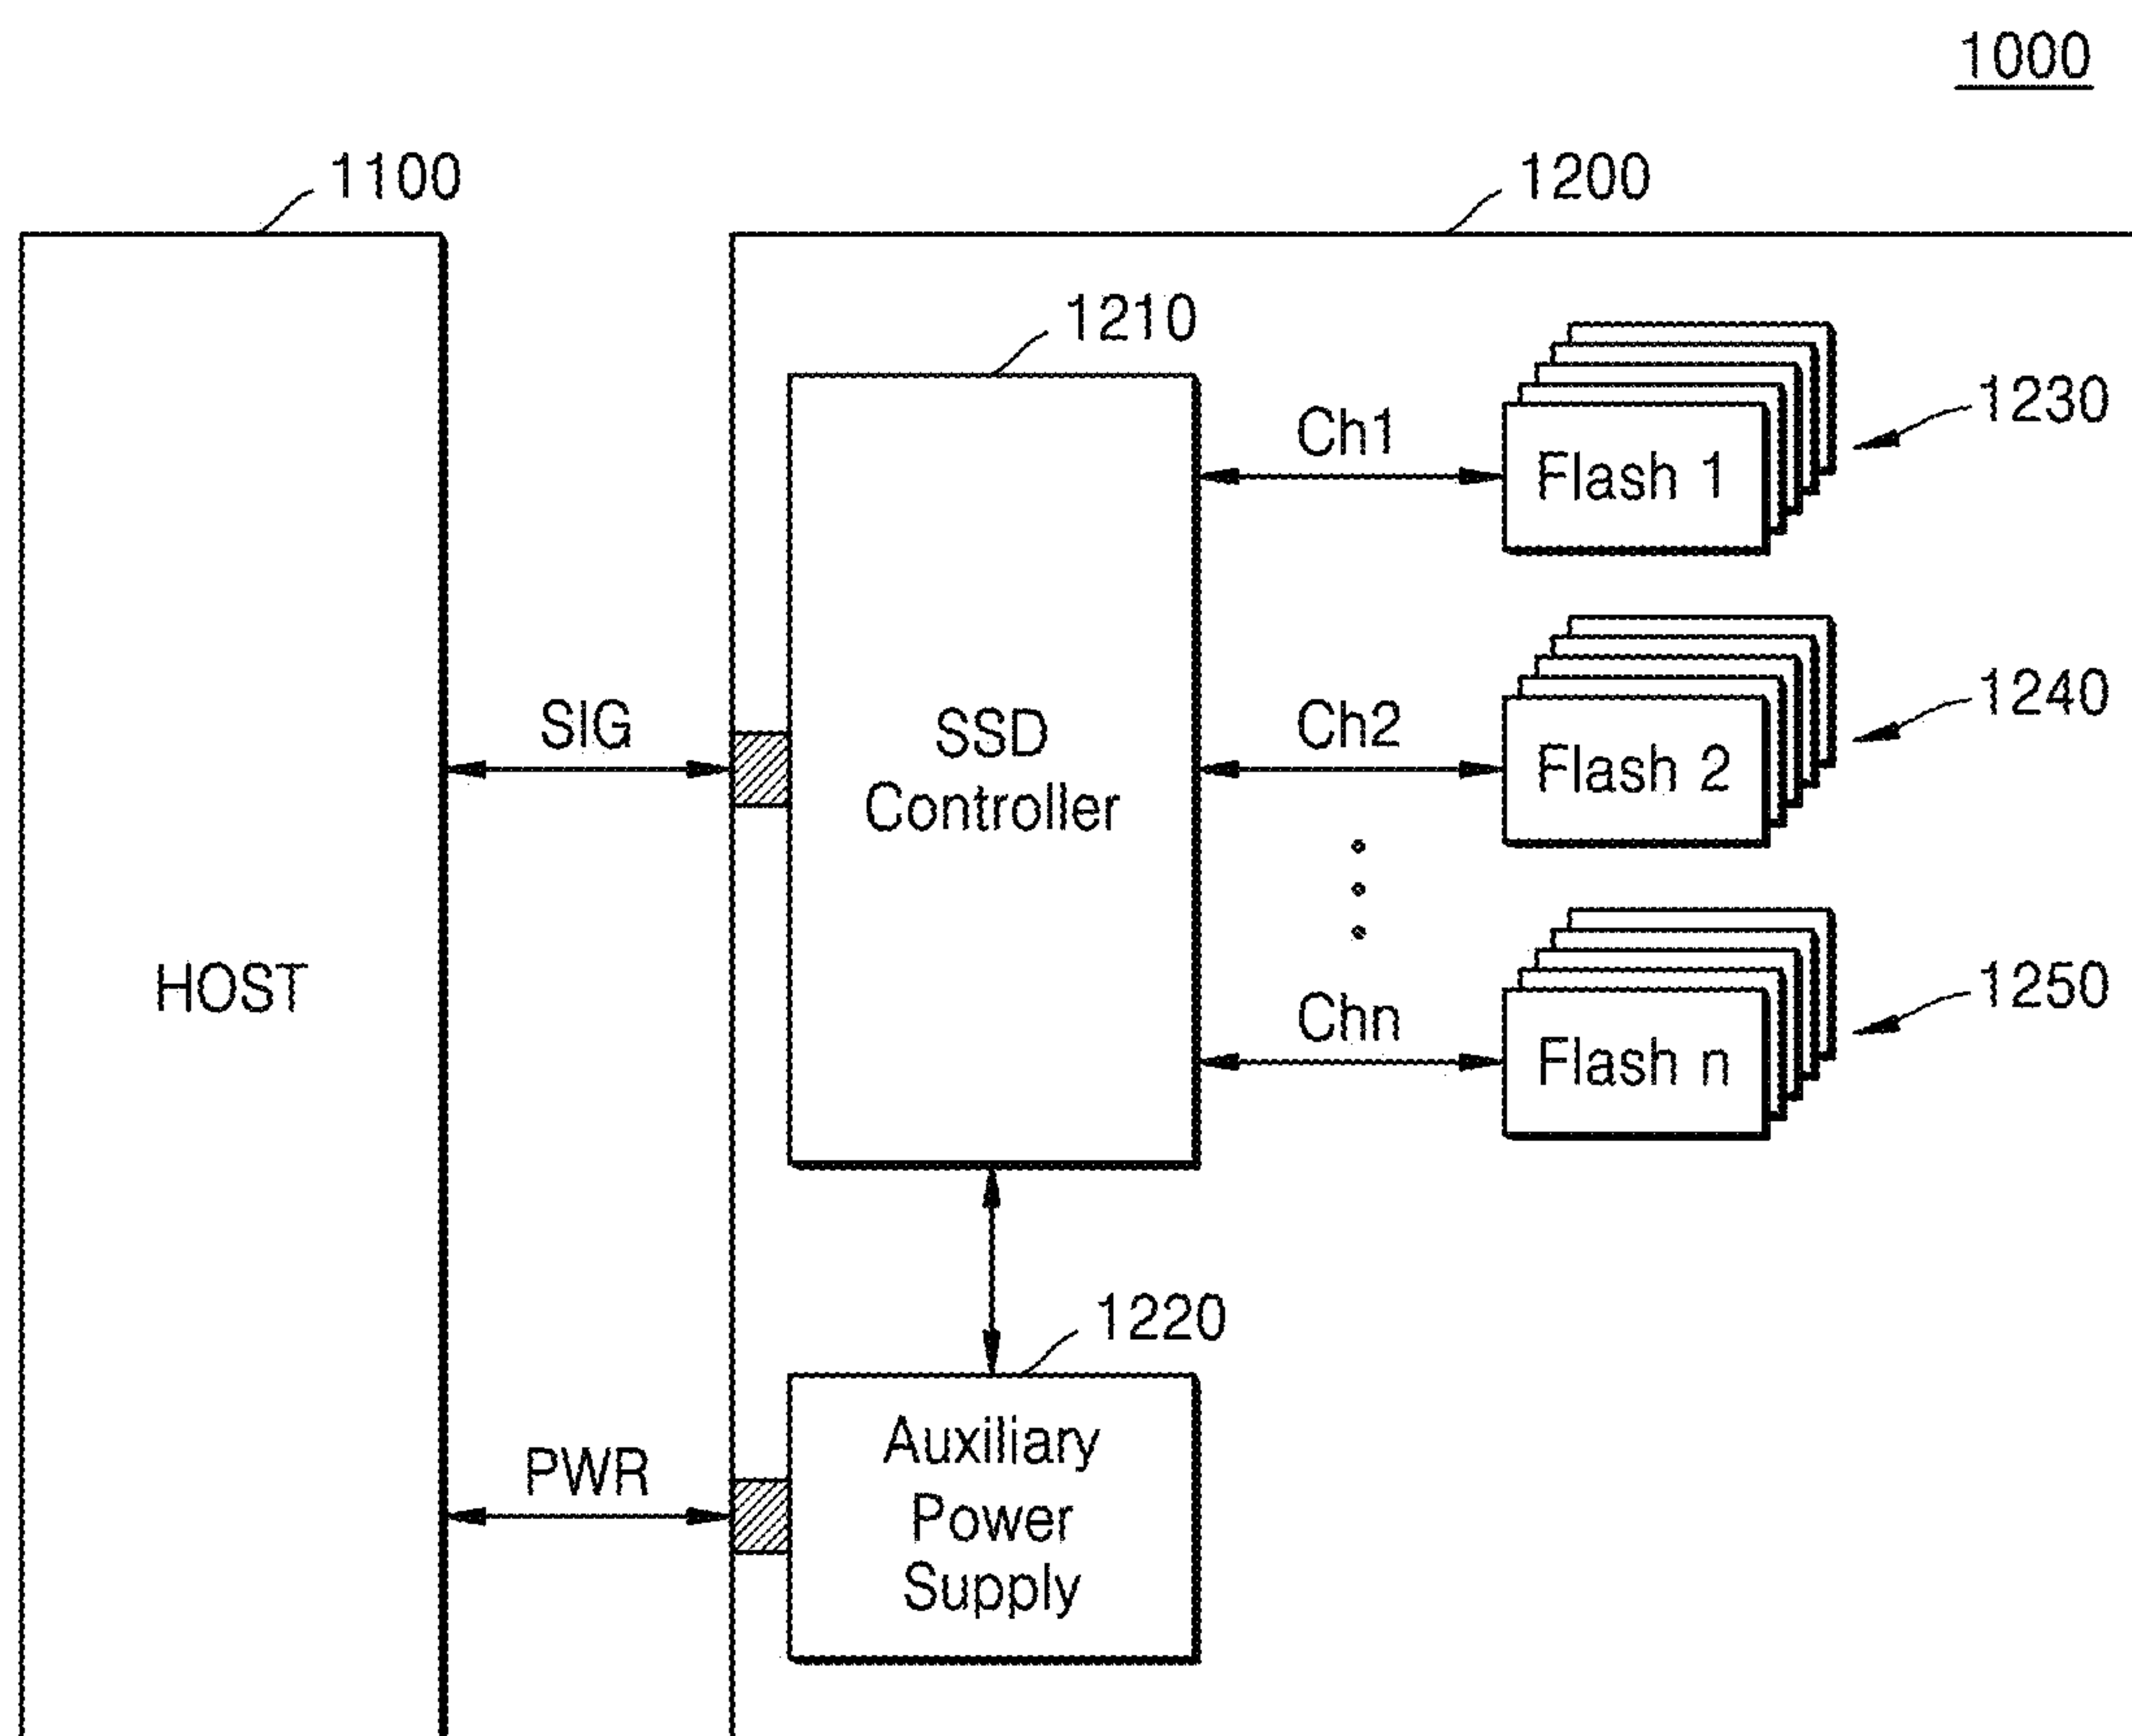 1000
1100
1200
1210
Ch1
Flash 1
1230
SIG
SSD
Controller
Ch2
Flash 2
1240
HOST
Chn
Flash n
1250
1220
PWR
Auxiliary
Power
Supply